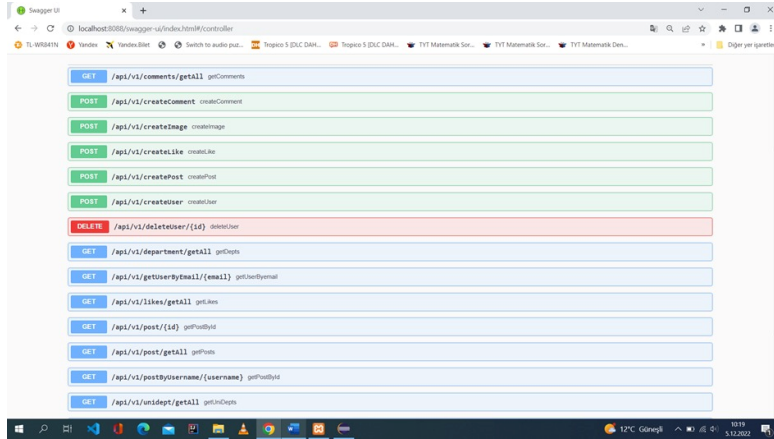 Swagger UI
localhost:8088/swagger-ui/index.html#/controller
TL-WR841N Yandex Yandex.Bilet Switch to audio puz... Tropico 5 [DLC DAH... Tropico 5 [DLC DAH... TYT Matematik Sor... TYT Matematik Sor... TYT Matematik Den... » Diğer yer işaretler
GET /api/v1/comments/getAll getComments
POST /api/v1/createComment createComment
POST /api/v1/createImage createImage
POST /api/v1/createLike createLike
POST /api/v1/createPost createPost
POST /api/v1/createUser createUser
DELETE /api/v1/deleteUser/{id} deleteUser
GET /api/v1/department/getAll getDepts
GET /api/v1/getUserByEmail/{email} getUserByemail
GET /api/v1/likes/getAll getLikes
GET /api/v1/post/{id} getPostById
GET /api/v1/post/getAll getPosts
GET /api/v1/postByUsername/{username} getPostById
GET /api/v1/unidept/getAll getUniDepts
12°C Güneşli
10:19
5.12.2022